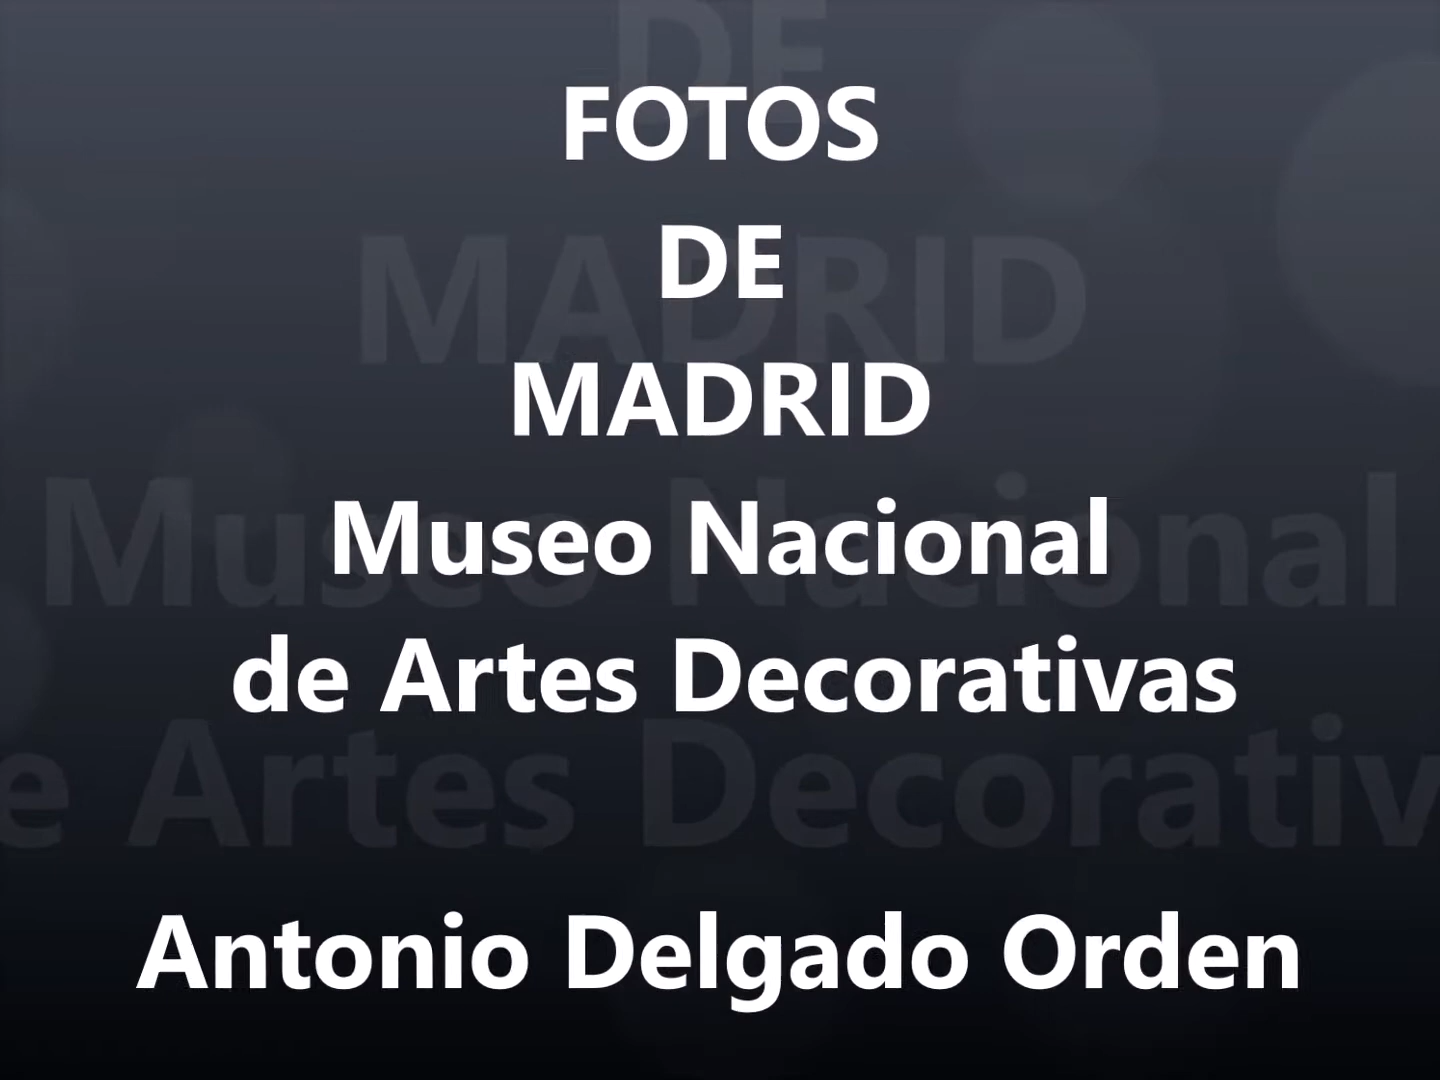 FOTOS
DE
MADRID
Museo Nacional
de Artes Decorativas
Antonio Delgado Orden